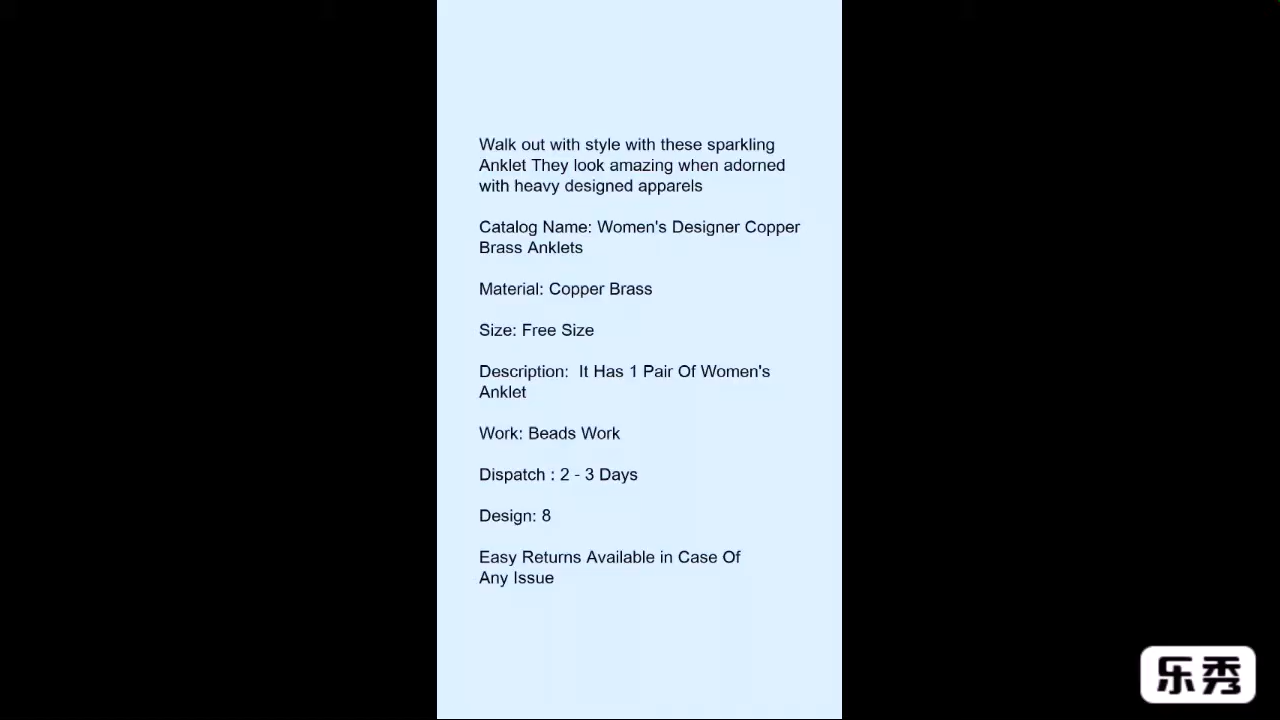 Walk out with style with these sparkling
Anklet They look amazing when adorned
with heavy designed apparels
Catalog Name: Women's Designer Copper
Brass Anklets
Material: Copper Brass
Size: Free Size
Description:  It Has 1 Pair Of Women's
Anklet
Work: Beads Work
Dispatch : 2 - 3 Days
Design: 8
Easy Returns Available in Case Of
Any Issue
乐秀